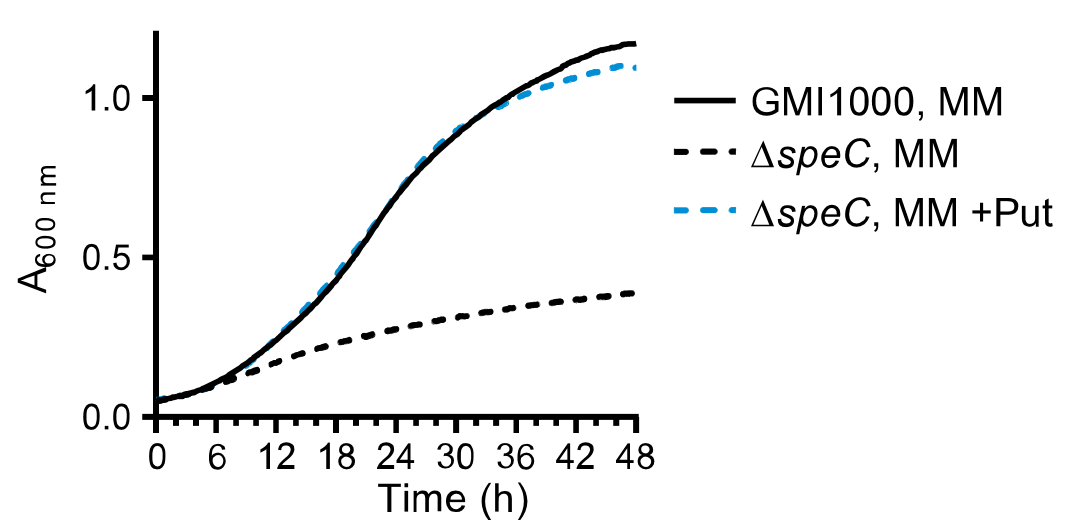 A600 nm
1.0
0.5
0.0
0 6 12 18 24 30 36 42 48
Time (h)
GMI1000, MM
ΔspeC, MM
ΔspeC, MM +Put